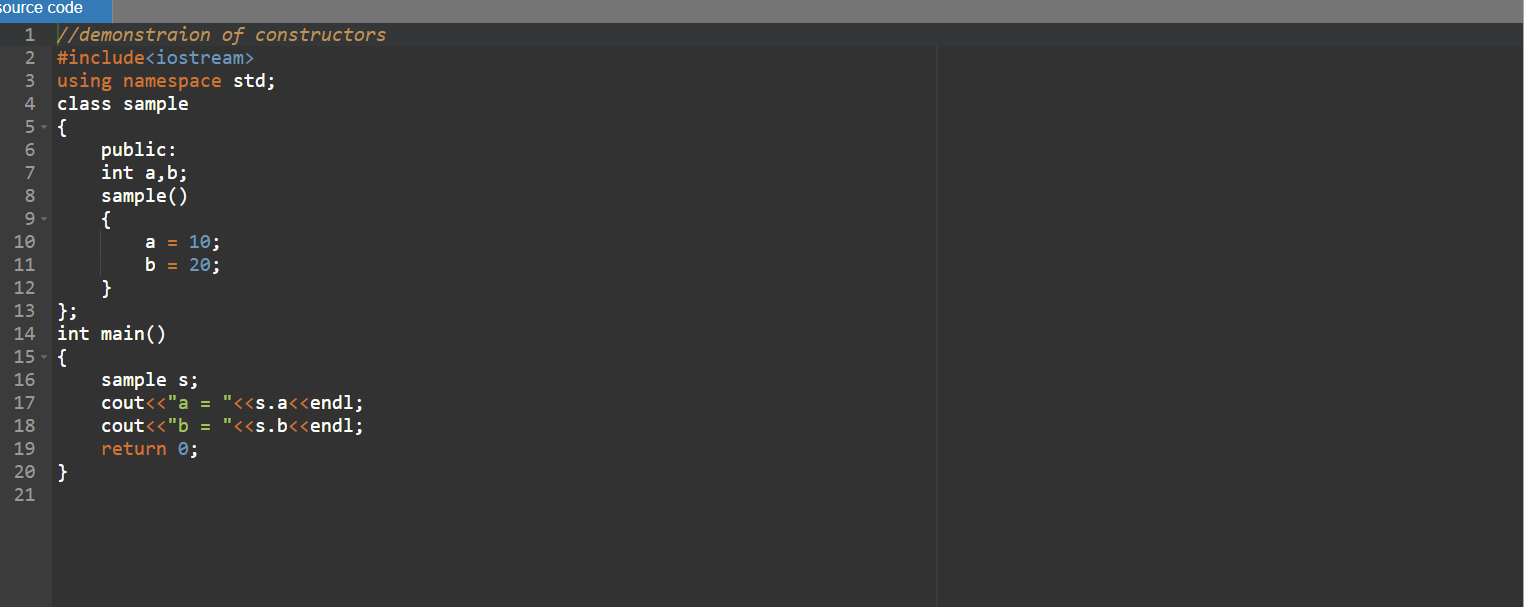 source code
1 //demonstraion of constructors
2 #include<iostream>
3 using namespace std;
4 class sample
5 {
6     public:
7     int a,b;
8     sample()
9     {
10         a = 10;
11         b = 20;
12     }
13 };
14 int main()
15 {
16     sample s;
17     cout<<"a = "<<s.a<<endl;
18     cout<<"b = "<<s.b<<endl;
19     return 0;
20 }
21